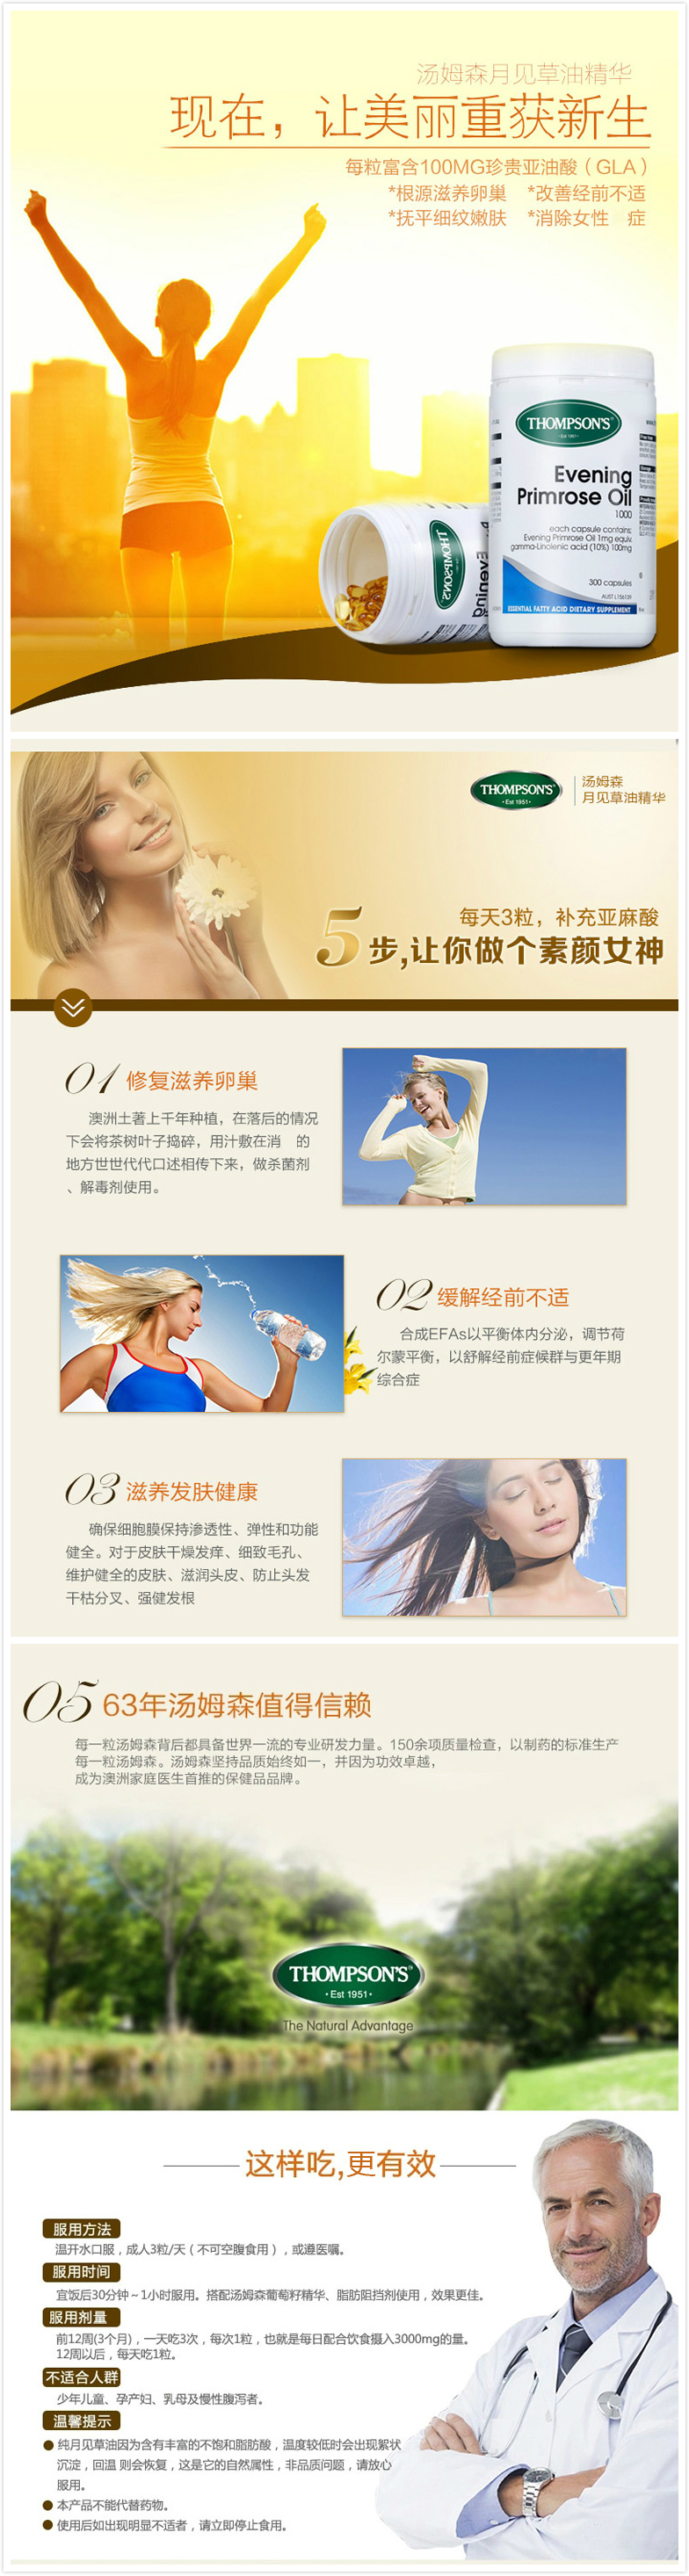 汤姆森月见草油精华
现在，让美丽重获新生
每粒富含100MG珍贵亚油酸（GLA）
*根源滋养卵巢 *改善经前不适
*抚平细纹嫩肤 *消除女性 症
THOMPSON'S
Evening
Primrose Oil
1000
each capsule contains:
Evening Primrose Oil 1mg equiv.
gamma-Linolenic acid (10%) 100mg
300 capsules
AUST L 156139
ESSENTIAL FATTY ACID DIETARY SUPPLEMENT
THOMPSON'S
Evening
THOMPSON'S
• Est 1951 •
汤姆森
月见草油精华
每天3粒，补充亚麻酸
5步,让你做个素颜女神
01 修复滋养卵巢
澳洲土著上千年种植，在落后的情况
下会将茶树叶子捣碎，用汁敷在消 的
地方世世代代口述相传下来，做杀菌剂
、解毒剂使用。
02 缓解经前不适
合成EFAs以平衡体内分泌，调节荷
尔蒙平衡，以舒解经前症候群与更年期
综合症
03 滋养发肤健康
确保细胞膜保持渗透性、弹性和功能
健全。对于皮肤干燥发痒、细致毛孔、
维护健全的皮肤、滋润头皮、防止头发
干枯分叉、强健发根
05 63年汤姆森值得信赖
每一粒汤姆森背后都具备世界一流的专业研发力量。150余项质量检查，以制药的标准生产
每一粒汤姆森。汤姆森坚持品质始终如一，并因为功效卓越，
成为澳洲家庭医生首推的保健品品牌。
THOMPSON'S
• Est 1951 •
The Natural Advantage
这样吃,更有效
服用方法
温开水口服，成人3粒/天（不可空腹食用），或遵医嘱。
服用时间
宜饭后30分钟～1小时服用。搭配汤姆森葡萄籽精华、脂肪阻挡剂使用，效果更佳。
服用剂量
前12周(3个月)，一天吃3次，每次1粒，也就是每日配合饮食摄入3000mg的量。
12周以后，每天吃1粒。
不适合人群
少年儿童、孕产妇、乳母及慢性腹泻者。
温馨提示
● 纯月见草油因为含有丰富的不饱和脂肪酸，温度较低时会出现絮状
沉淀，回温 则会恢复，这是它的自然属性，非品质问题，请放心
服用。
● 本产品不能代替药物。
● 使用后如出现明显不适者，请立即停止食用。